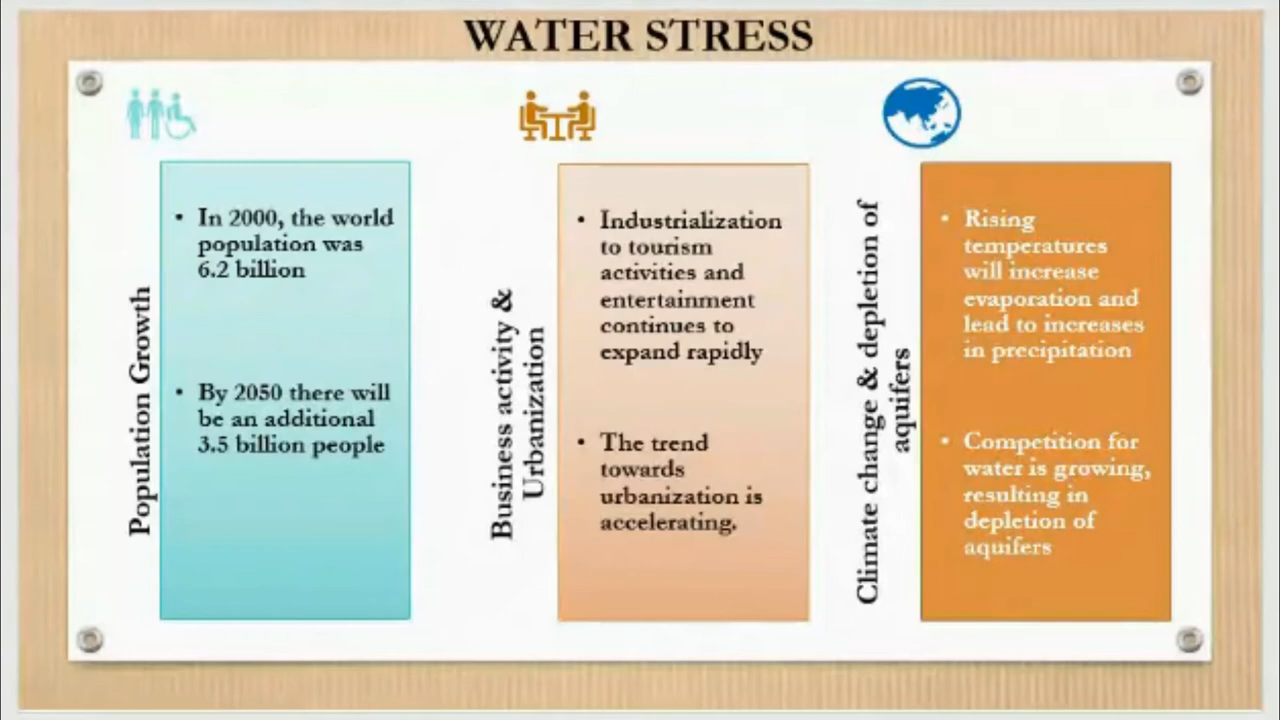 WATER STRESS
Population Growth
• In 2000, the world
population was
6.2 billion
• By 2050 there will
be an additional
3.5 billion people
Business activity &
Urbanization
• Industrialization
to tourism
activities and
entertainment
continues to
expand rapidly
• The trend
towards
urbanization is
accelerating.
Climate change & depletion of
aquifers
• Rising
temperatures
will increase
evaporation and
lead to increases
in precipitation
• Competition for
water is growing,
resulting in
depletion of
aquifers